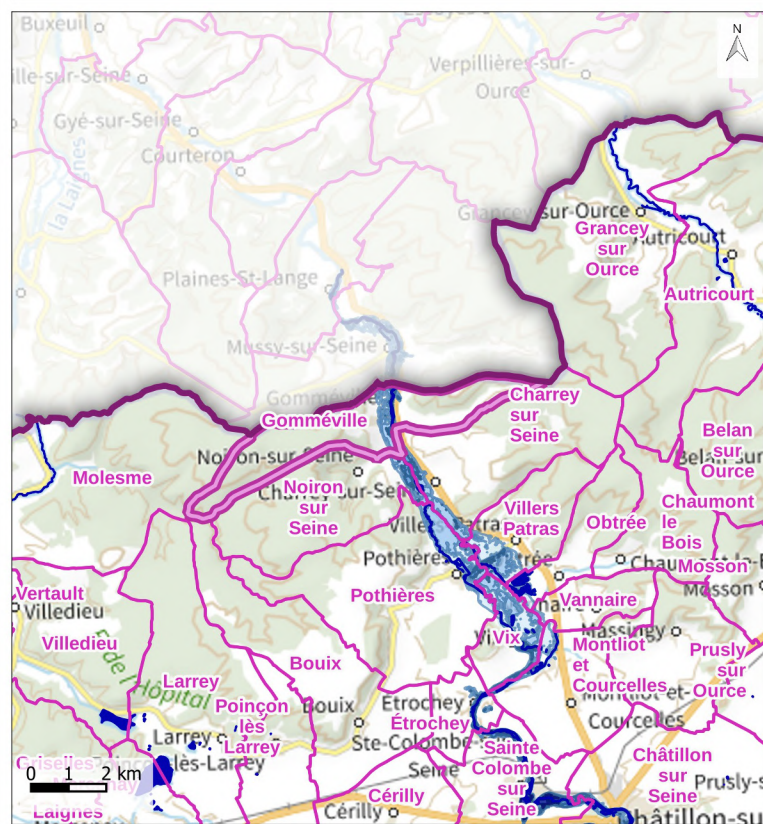 Buxeuil
N
Verpillières-sur-
Ource
Gyé-sur-Seine
Courteron
la Laignes
Grancey-sur-Ource
Grancey
sur
Ource
Autricourt
Autricourt
Plaines-St-Lange
Mussy-sur-Seine
Gomméville
Gomméville
Charrey
sur
Seine
Belan
sur
Ource
Molesme
Noiron-sur-Seine
Noiron
sur
Seine
Villers
Patras
Obtrée
Chaumont
le
Bois
Mosson
Mosson
Pothières
Pothières
Vertault
Villedieu
Villedieu
Vannaire
Massingy
Vix
Montliot
et
Courcelles
Courcelles
Prusly
sur
Ource
F de l'Hôpital
Larrey
Bouix
Bouix
Poinçon
lès
Larrey
Larrey
Étrochey
Etrochey
Ste-Colombe-
Seine
Sainte
Colombe
sur
Seine
Châtillon
sur
Seine
Laignes
Cérilly
Cérilly
0 1 2 km